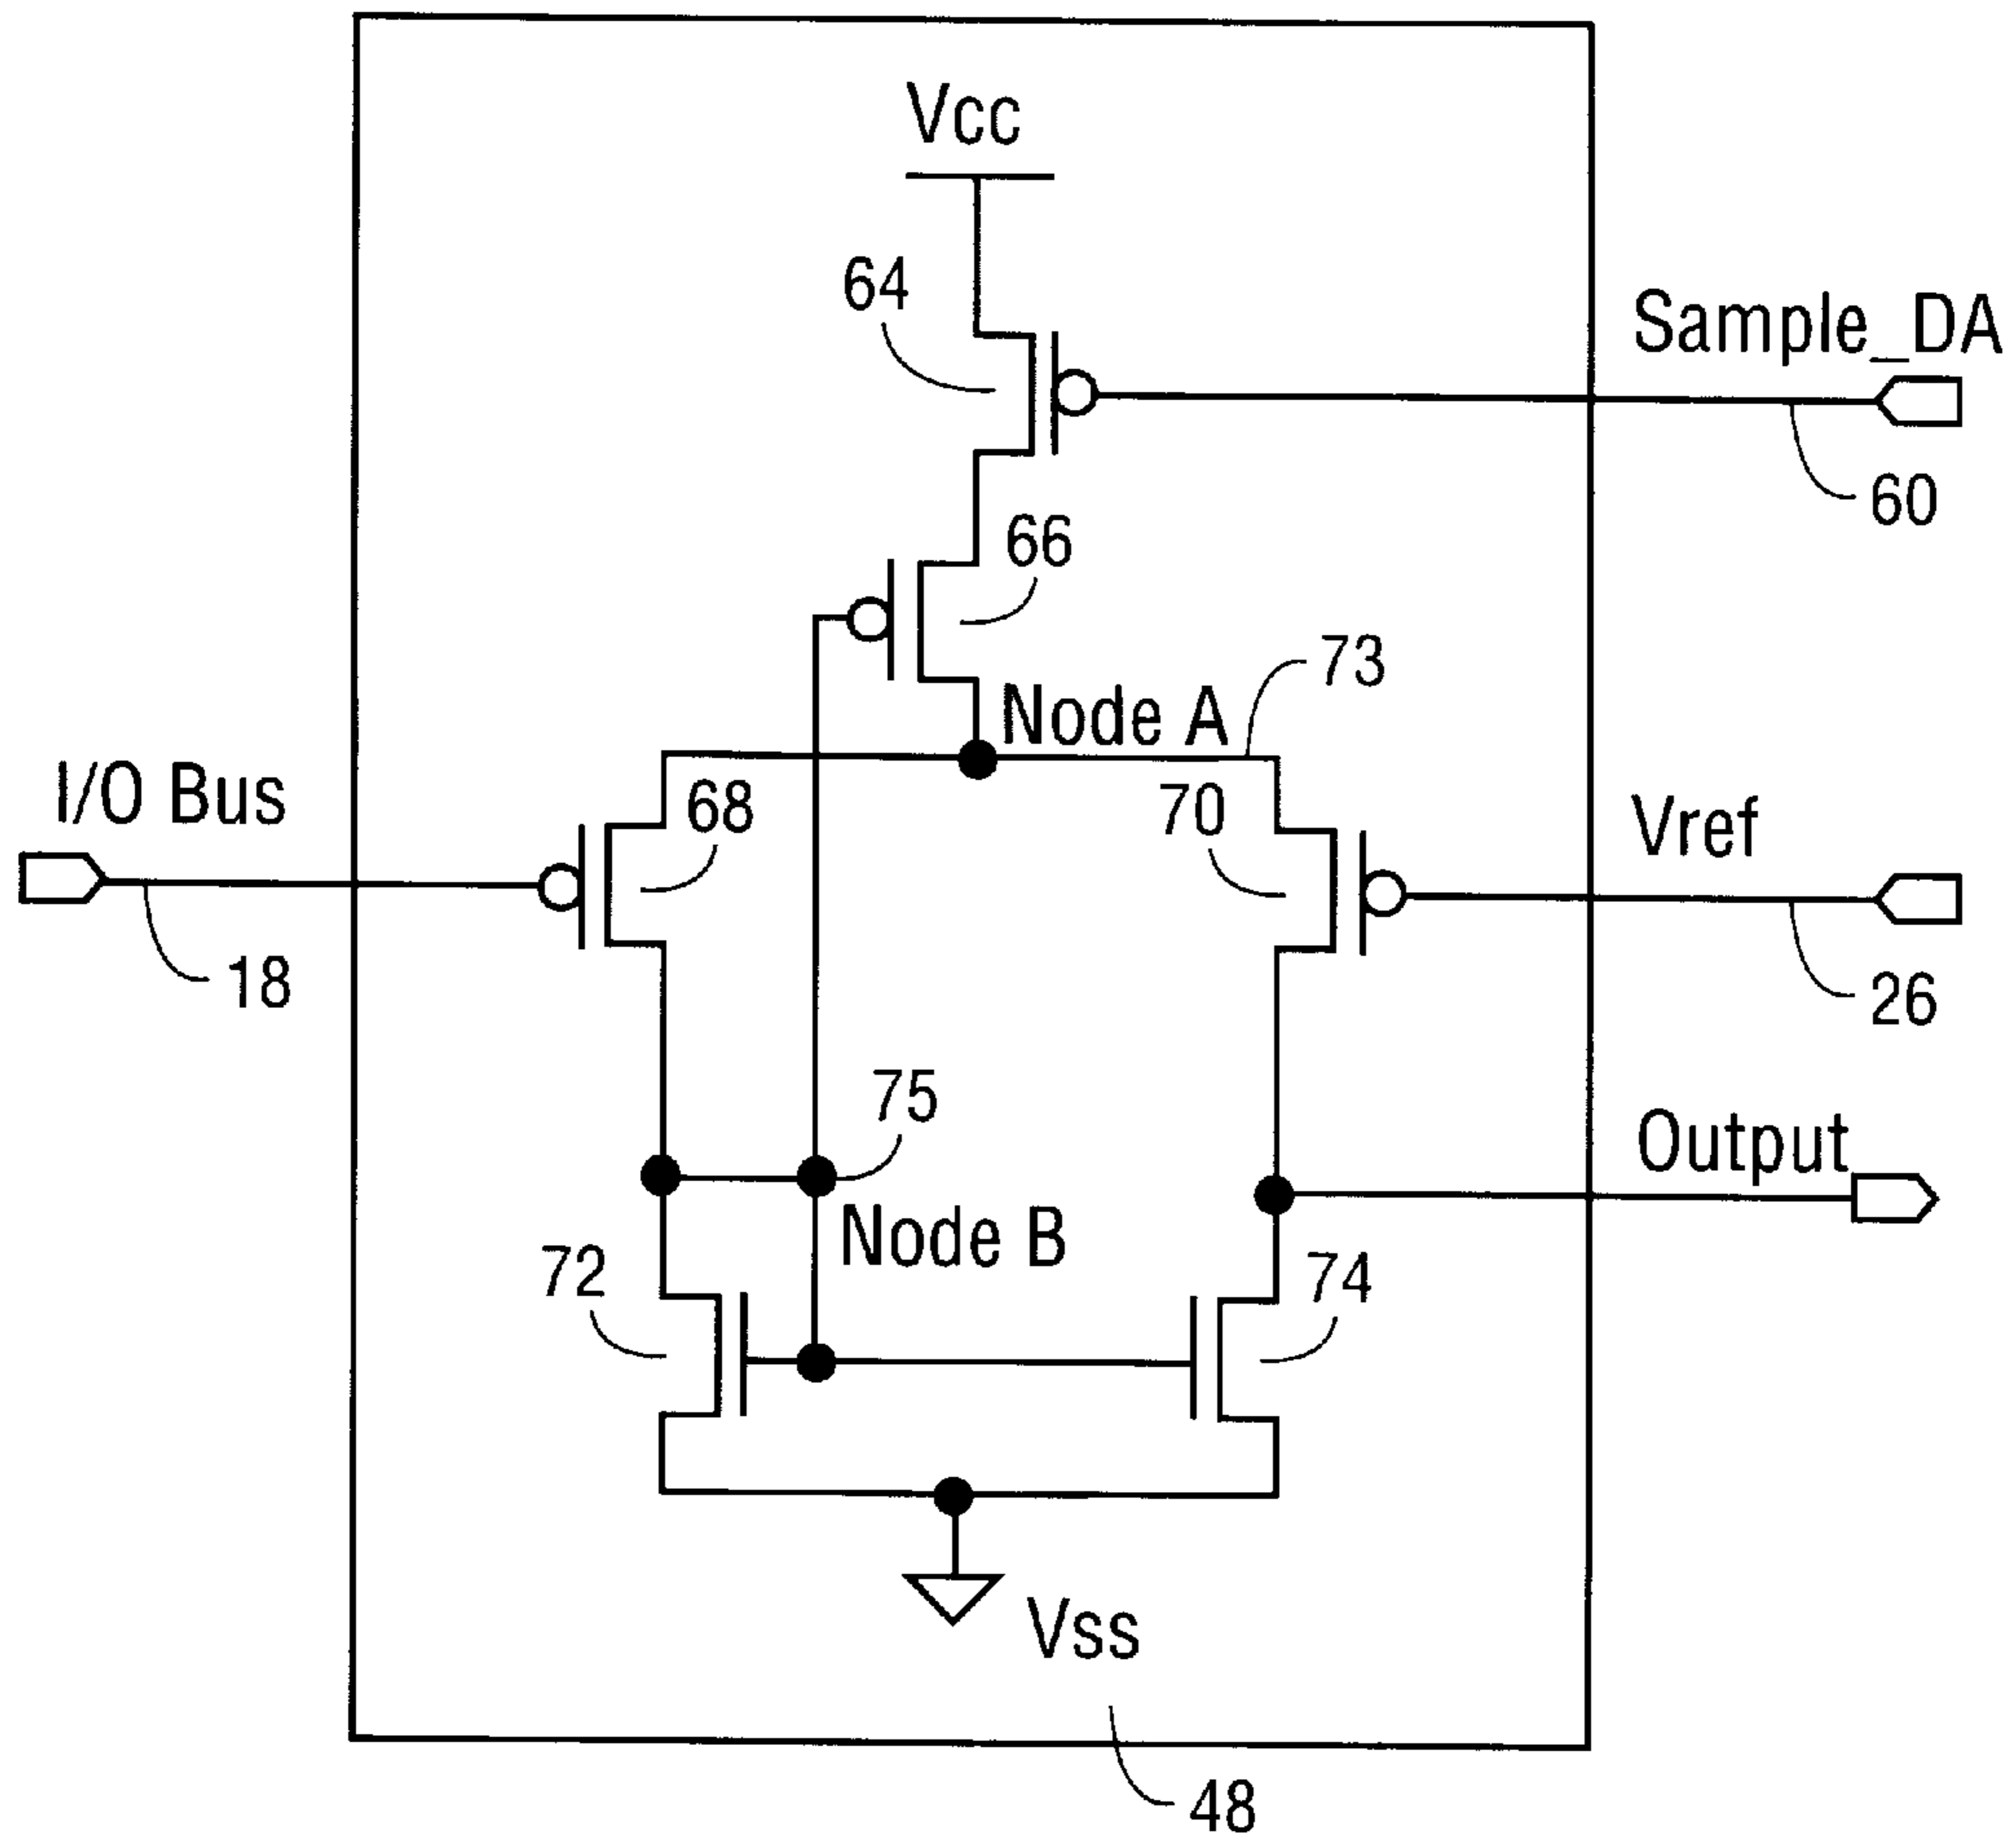 Vcc
64
Sample_DA
60
66
73
Node A
I/O Bus
68
70
Vref
18
26
75
Output
Node B
72
74
Vss
48